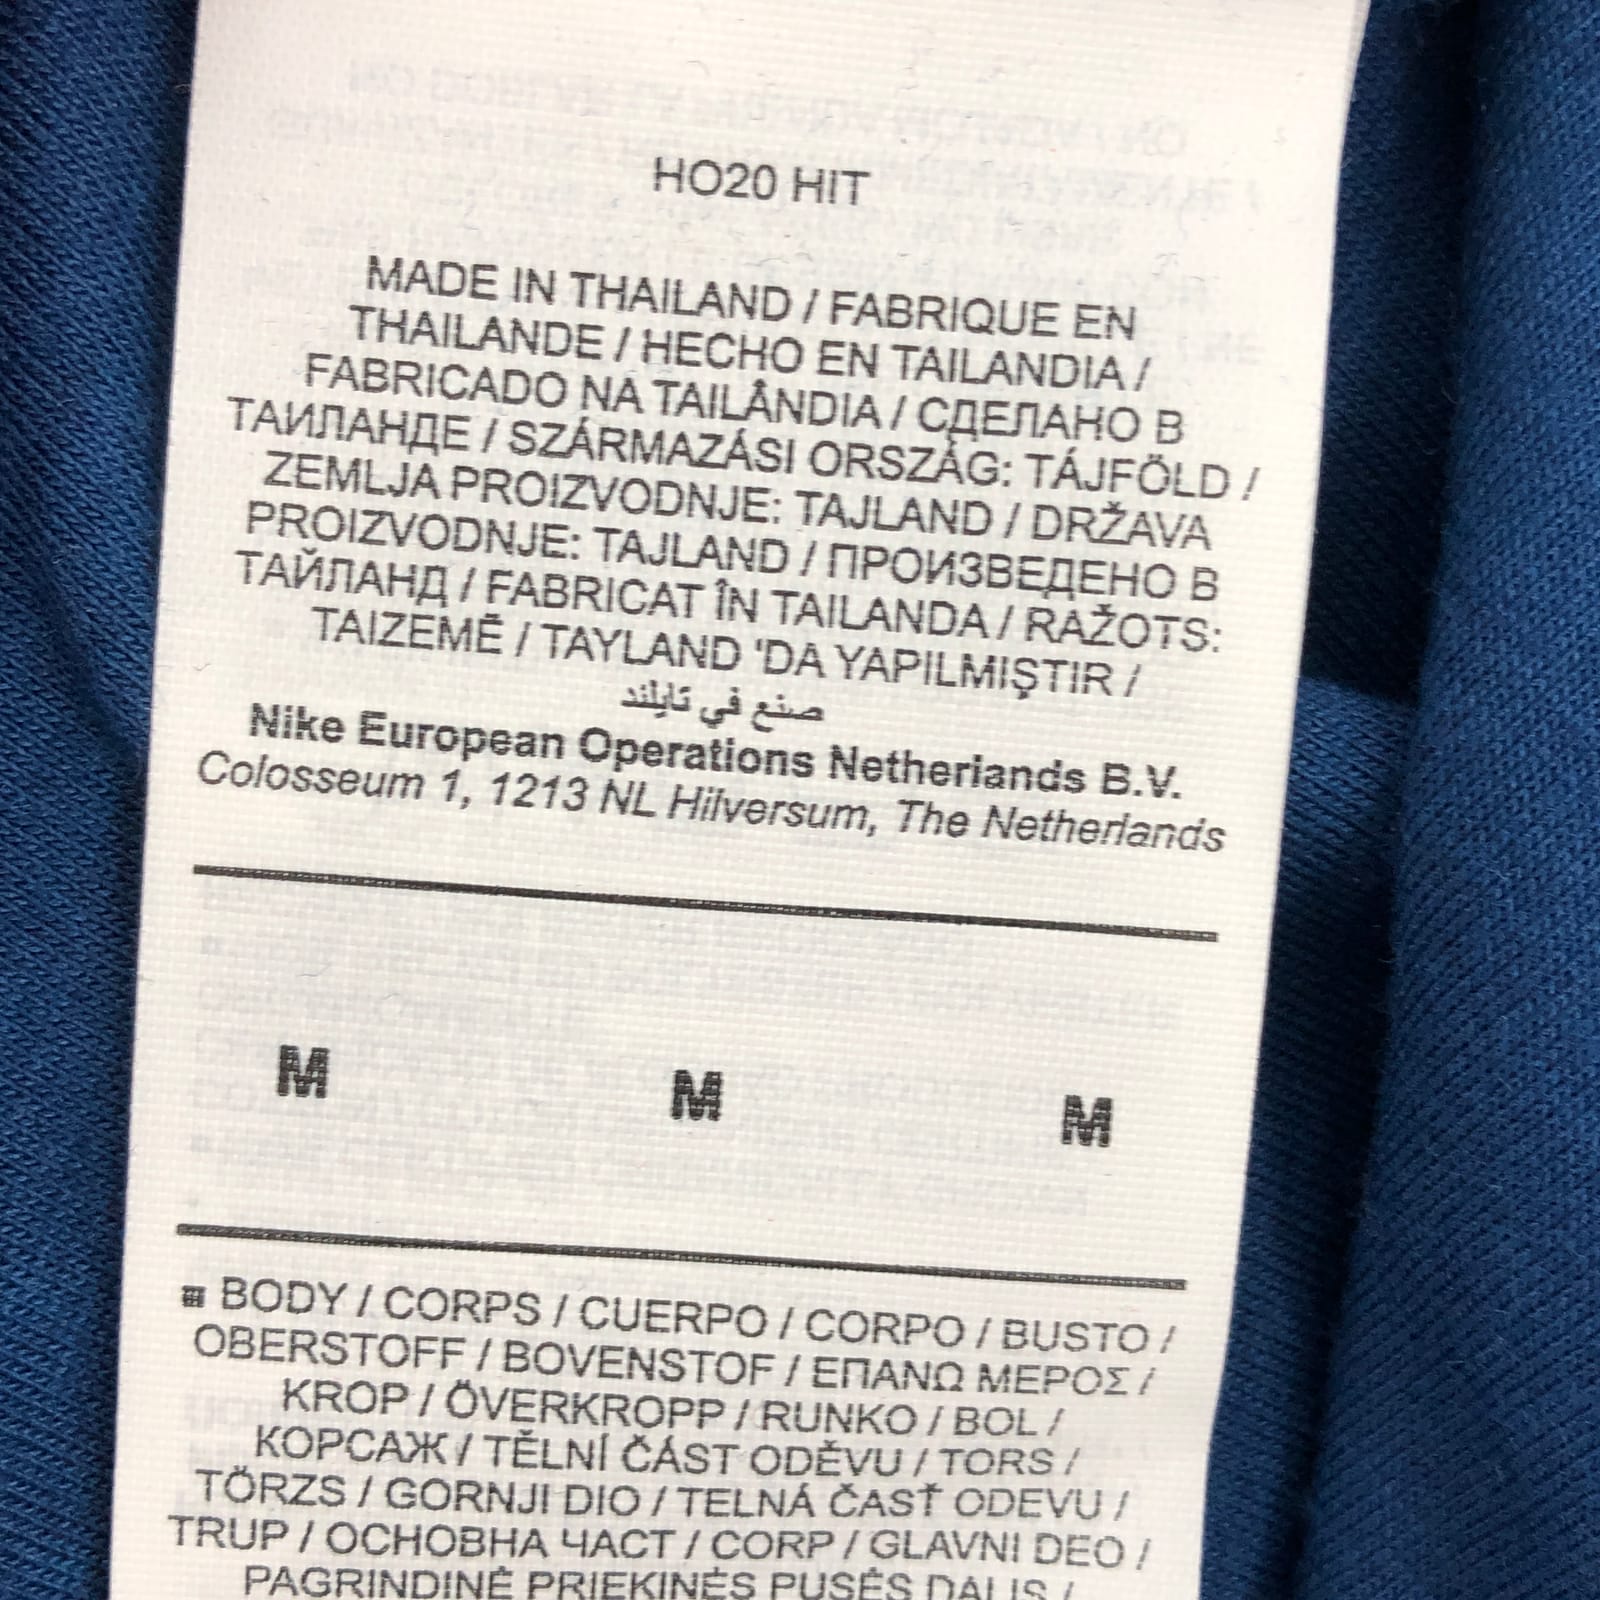 HO20 HIT
MADE IN THAILAND / FABRIQUE EN
THAILANDE / HECHO EN TAILANDIA /
FABRICADO NA TAILÂNDIA / СДЕЛАНО В
ТАИЛАНДЕ / SZÁRMAZÁSI ORSZÁG: TÁJFÖLD /
ZEMLJA PROIZVODNJE: TAJLAND / DRŽAVA
PROIZVODNJE: TAJLAND / ПРОИЗВЕДЕНО В
ТАЙЛАНД / FABRICAT ÎN TAILANDA / RAŽOTS:
TAIZEMĒ / TAYLAND 'DA YAPILMIŞTIR /
صنع في تايلند
Nike European Operations Netherlands B.V.
Colosseum 1, 1213 NL Hilversum, The Netherlands
M M M
BODY / CORPS / CUERPO / CORPO / BUSTO /
OBERSTOFF / BOVENSTOF / ΕΠΑΝΩ ΜΕΡΟΣ /
KROP / ÖVERKROPP / RUNKO / BOL /
КОРСАЖ / TĚLNÍ ČÁST ODĚVU / TORS /
TÖRZS / GORNJI DIO / TELNÁ ČASŤ ODEVU /
TRUP / ОСНОВНА ЧАСТ / CORP / GLAVNI DEO /
PAGRINDINĖ PRIEKINĖS PUSĖS DALIS /